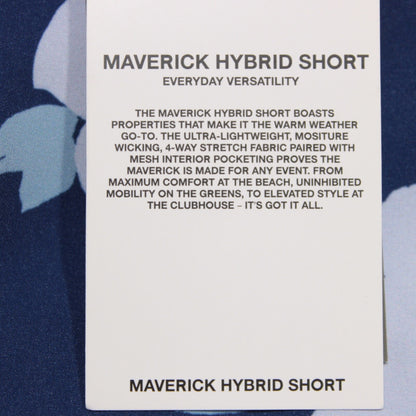 MAVERICK HYBRID SHORT
EVERYDAY VERSATILITY
THE MAVERICK HYBRID SHORT BOASTS
PROPERTIES THAT MAKE IT THE WARM WEATHER
GO-TO. THE ULTRA-LIGHTWEIGHT, MOSITURE
WICKING, 4-WAY STRETCH FABRIC PAIRED WITH
MESH INTERIOR POCKETING PROVES THE
MAVERICK IS MADE FOR ANY EVENT. FROM
MAXIMUM COMFORT AT THE BEACH, UNINHIBITED
MOBILITY ON THE GREENS, TO ELEVATED STYLE AT
THE CLUBHOUSE – IT'S GOT IT ALL.
MAVERICK HYBRID SHORT